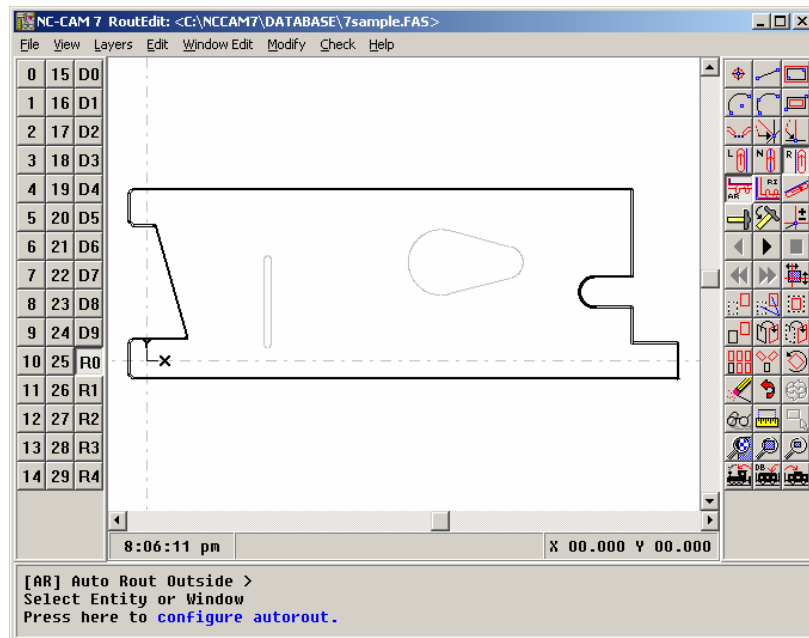 NC-CAM 7 RoutEdit: <C:\NCCAM7\DATABASE\7sample.FAS>
File View Layers Edit Window Edit Modify Check Help
0 15 D0
1 16 D1
2 17 D2
3 18 D3
4 19 D4
5 20 D5
6 21 D6
7 22 D7
8 23 D8
9 24 D9
10 25 R0
11 26 R1
12 27 R2
13 28 R3
14 29 R4
X
L N R
AR RI
DB
8:06:11 pm X 00.000 Y 00.000
[AR] Auto Rout Outside >
Select Entity or Window
Press here to configure autorout.